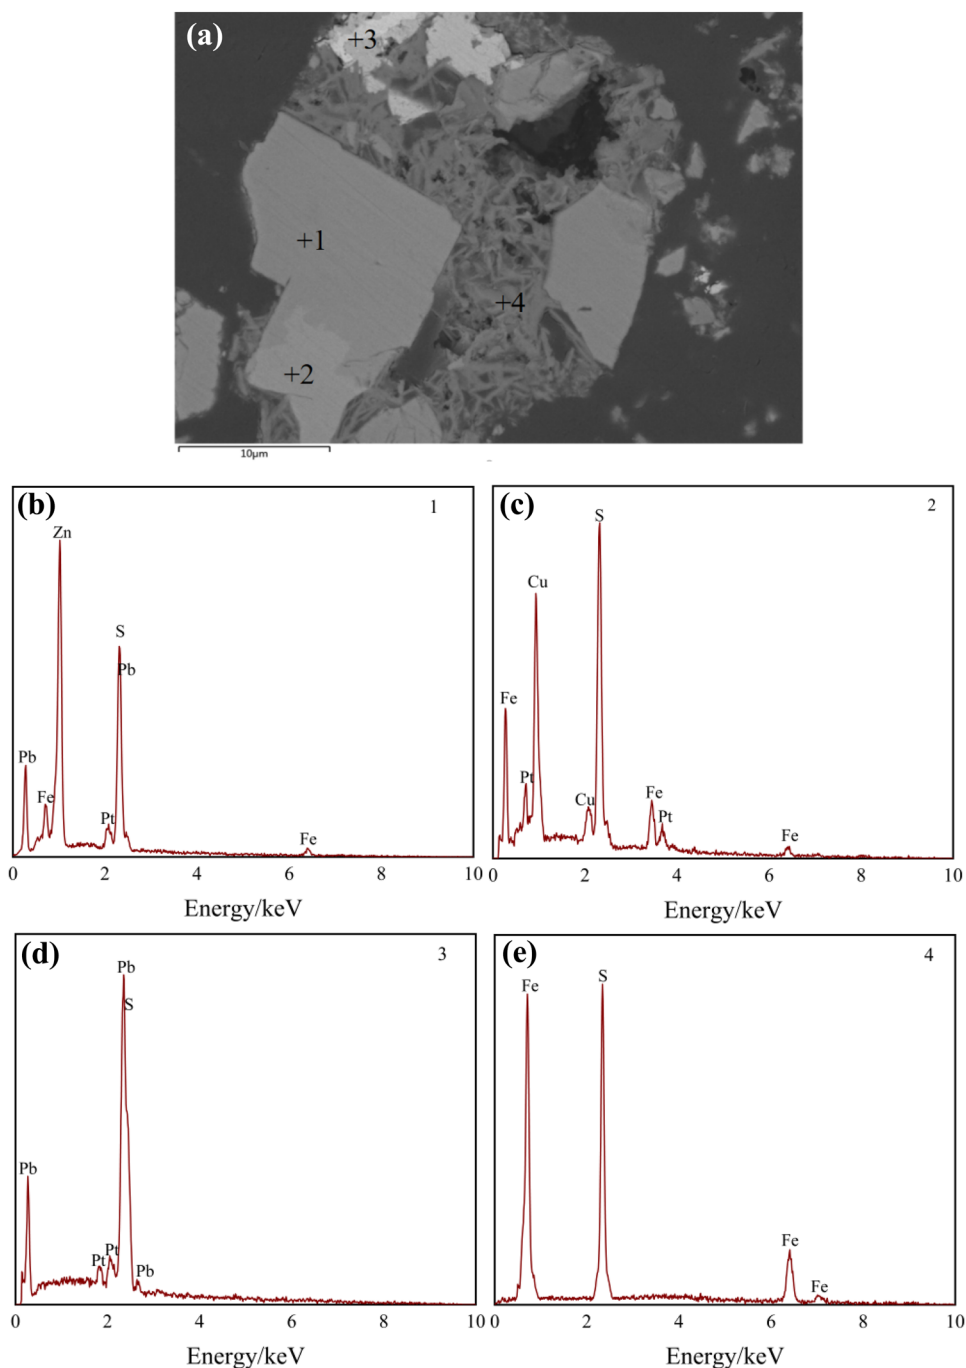 (a)
+3
+1
+4
+2
10μm
(b) 1
Zn
S
Pb
Pb
Fe
Pt
Fe
0 2 4 6 8 10
Energy/keV
(c) 2
S
Cu
Fe
Pt
Cu
Fe
Pt
Fe
0 2 4 6 8 10
Energy/keV
(d) 3
Pb
S
Pb
Pt
Pt
Pb
0 2 4 6 8 10
Energy/keV
(e) 4
Fe
S
Fe
Fe
0 2 4 6 8 10
Energy/keV